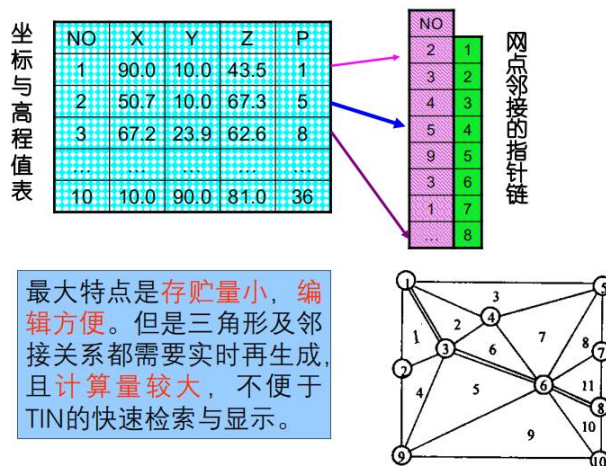 坐标与高程值表
NO X Y Z P
1 90.0 10.0 43.5 1
2 50.7 10.0 67.3 5
3 67.2 23.9 62.6 8
... ... ... ... ...
10 10.0 90.0 81.0 36
NO
2 1
3 2
4 3
5 4
9 5
3 6
1 7
... 8
网点邻接的指针链
最大特点是存贮量小，编
辑方便。但是三角形及邻
接关系都需要实时再生成，
且计算量较大，不便于
TIN的快速检索与显示。
1 3 5
2 4
1 3 6 7 8 7
2
4 5 6 11 8
10
9 9 10